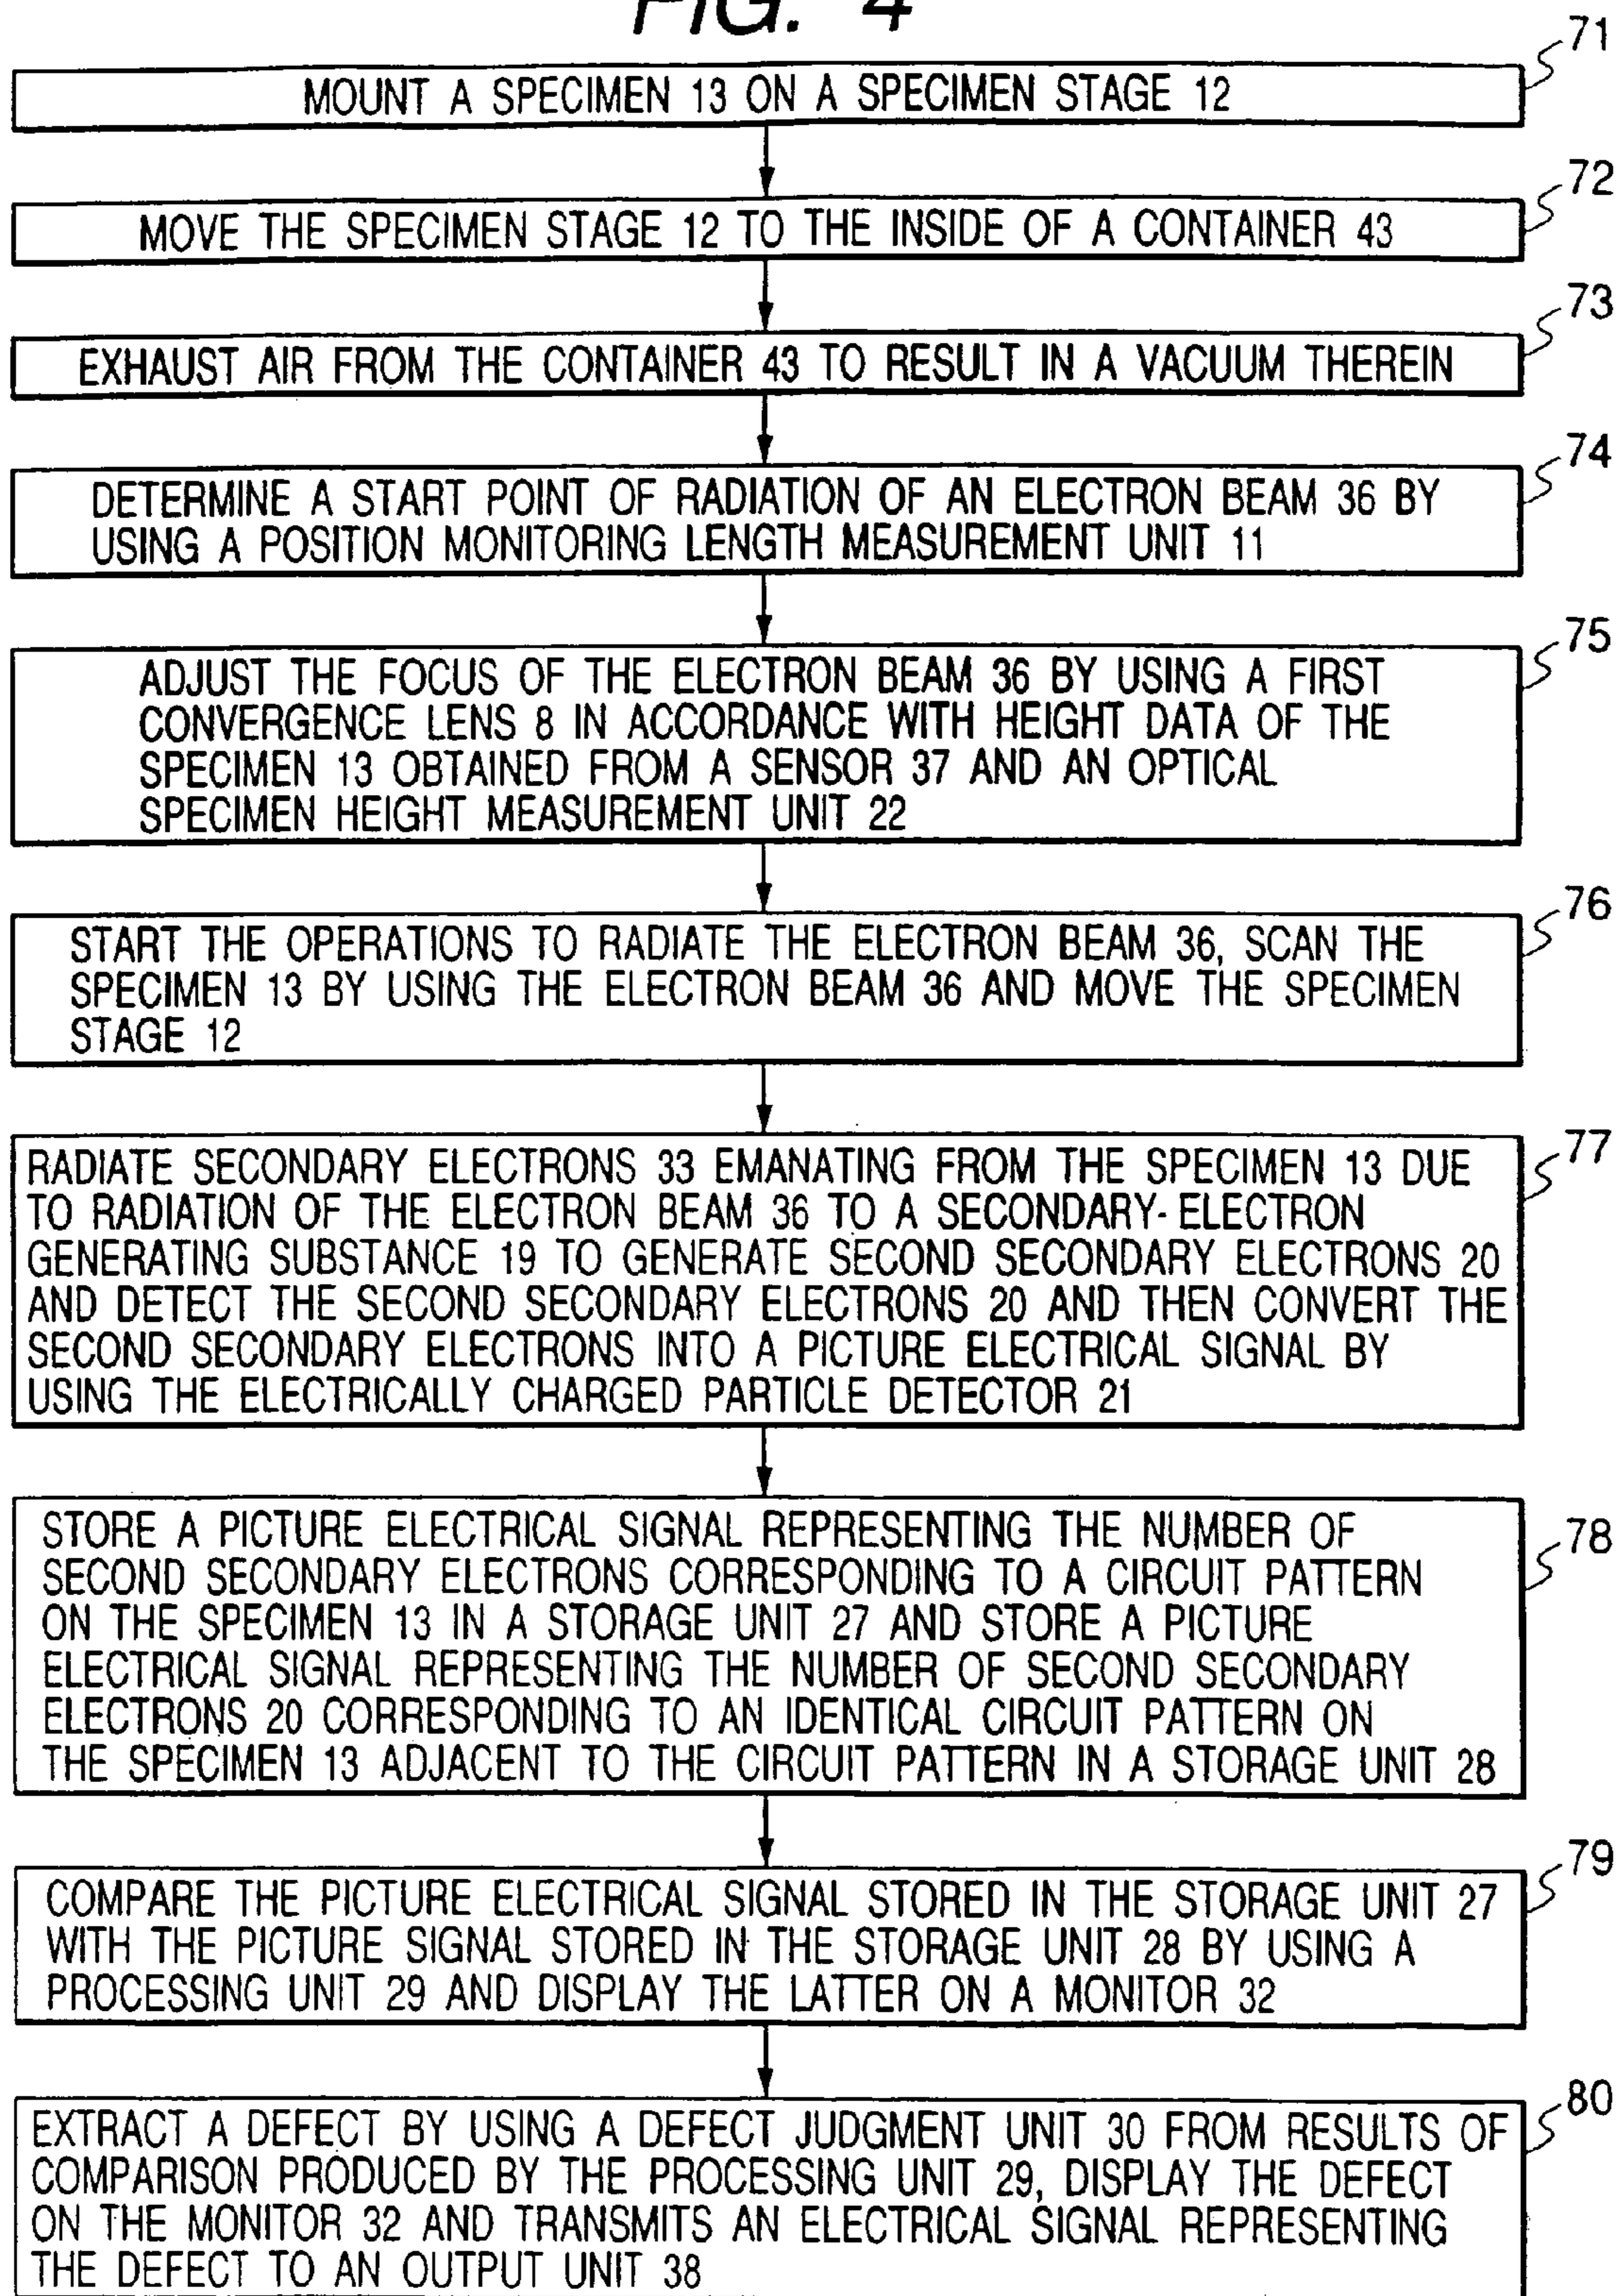 FIG. 4
71
MOUNT A SPECIMEN 13 ON A SPECIMEN STAGE 12
72
MOVE THE SPECIMEN STAGE 12 TO THE INSIDE OF A CONTAINER 43
73
EXHAUST AIR FROM THE CONTAINER 43 TO RESULT IN A VACUUM THEREIN
74
DETERMINE A START POINT OF RADIATION OF AN ELECTRON BEAM 36 BY
USING A POSITION MONITORING LENGTH MEASUREMENT UNIT 11
75
ADJUST THE FOCUS OF THE ELECTRON BEAM 36 BY USING A FIRST
CONVERGENCE LENS 8 IN ACCORDANCE WITH HEIGHT DATA OF THE
SPECIMEN 13 OBTAINED FROM A SENSOR 37 AND AN OPTICAL
SPECIMEN HEIGHT MEASUREMENT UNIT 22
76
START THE OPERATIONS TO RADIATE THE ELECTRON BEAM 36, SCAN THE
SPECIMEN 13 BY USING THE ELECTRON BEAM 36 AND MOVE THE SPECIMEN
STAGE 12
77
RADIATE SECONDARY ELECTRONS 33 EMANATING FROM THE SPECIMEN 13 DUE
TO RADIATION OF THE ELECTRON BEAM 36 TO A SECONDARY- ELECTRON
GENERATING SUBSTANCE 19 TO GENERATE SECOND SECONDARY ELECTRONS 20
AND DETECT THE SECOND SECONDARY ELECTRONS 20 AND THEN CONVERT THE
SECOND SECONDARY ELECTRONS INTO A PICTURE ELECTRICAL SIGNAL BY
USING THE ELECTRICALLY CHARGED PARTICLE DETECTOR 21
78
STORE A PICTURE ELECTRICAL SIGNAL REPRESENTING THE NUMBER OF
SECOND SECONDARY ELECTRONS CORRESPONDING TO A CIRCUIT PATTERN
ON THE SPECIMEN 13 IN A STORAGE UNIT 27 AND STORE A PICTURE
ELECTRICAL SIGNAL REPRESENTING THE NUMBER OF SECOND SECONDARY
ELECTRONS 20 CORRESPONDING TO AN IDENTICAL CIRCUIT PATTERN ON
THE SPECIMEN 13 ADJACENT TO THE CIRCUIT PATTERN IN A STORAGE UNIT 28
79
COMPARE THE PICTURE ELECTRICAL SIGNAL STORED IN THE STORAGE UNIT 27
WITH THE PICTURE SIGNAL STORED IN THE STORAGE UNIT 28 BY USING A
PROCESSING UNIT 29 AND DISPLAY THE LATTER ON A MONITOR 32
80
EXTRACT A DEFECT BY USING A DEFECT JUDGMENT UNIT 30 FROM RESULTS OF
COMPARISON PRODUCED BY THE PROCESSING UNIT 29, DISPLAY THE DEFECT
ON THE MONITOR 32 AND TRANSMITS AN ELECTRICAL SIGNAL REPRESENTING
THE DEFECT TO AN OUTPUT UNIT 38